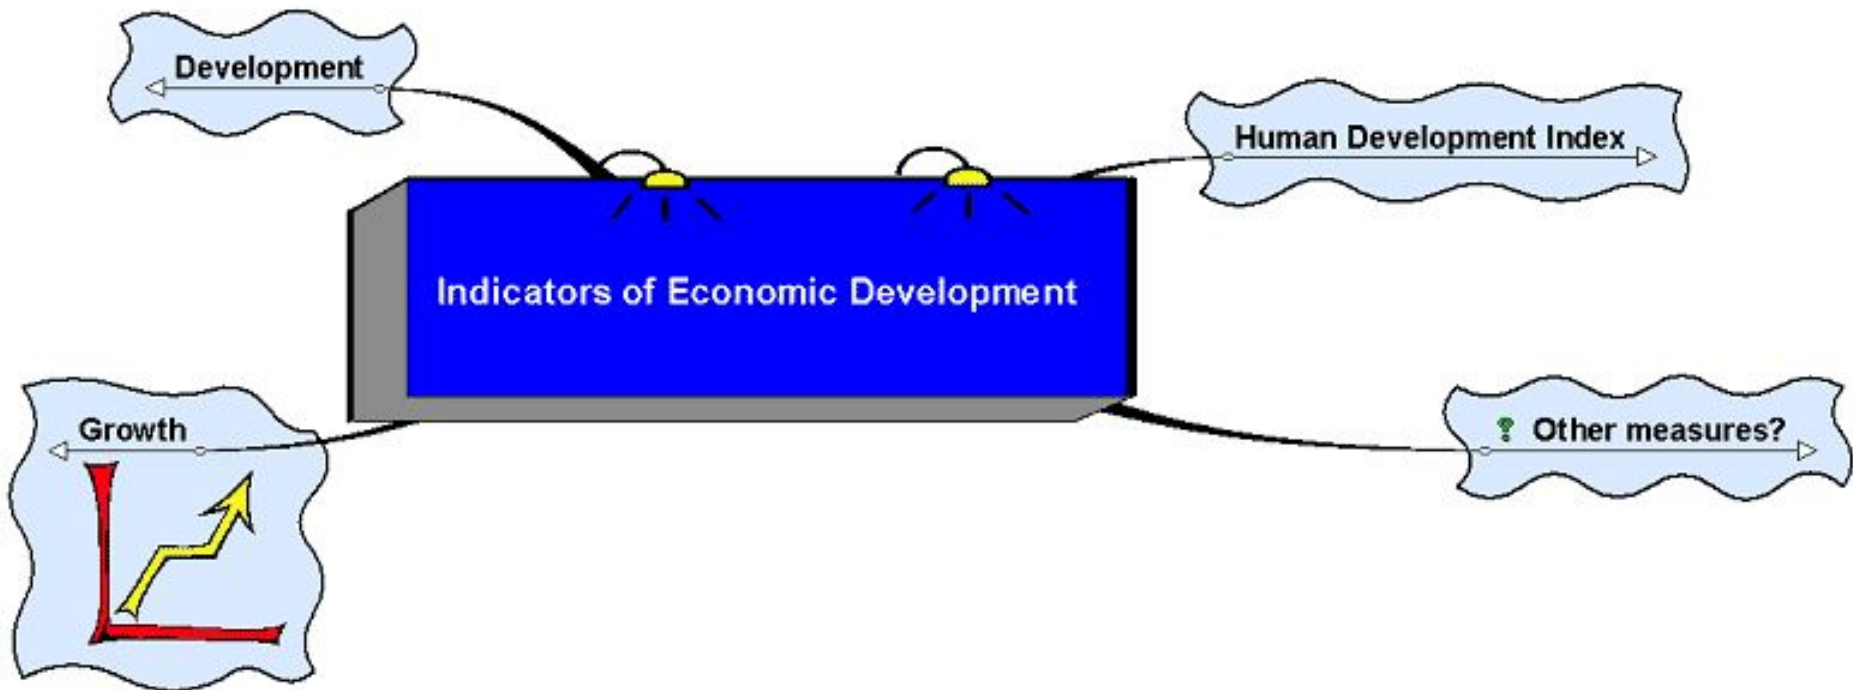 Development
Human Development Index
Indicators of Economic Development
Growth
? Other measures?